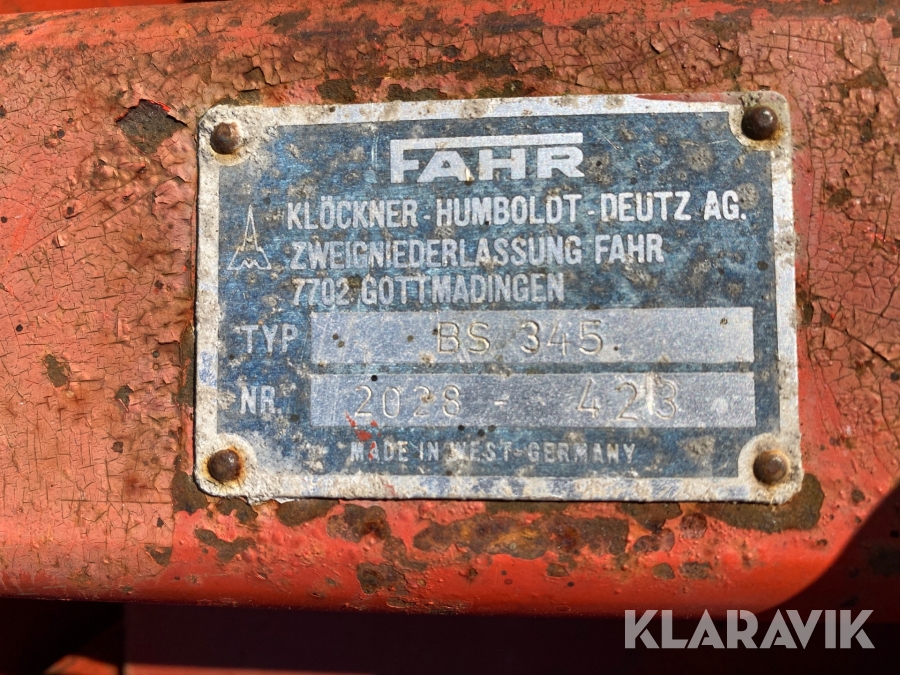 FAHR
KLÖCKNER-HUMBOLDT-DEUTZ AG.
ZWEIGNIEDERLASSUNG FAHR
7702 GOTTMADINGEN
TYP BS 345
NR. 2028 - 423
MADE IN WEST-GERMANY
KLARAVIK